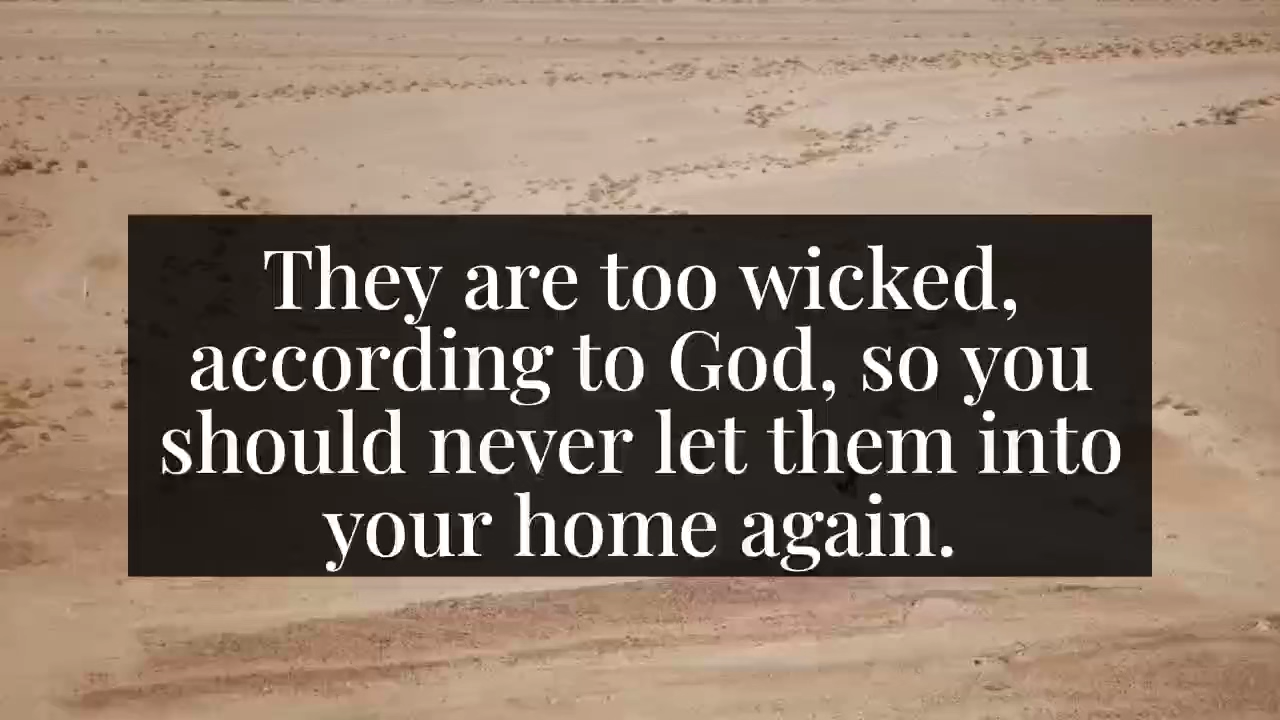 They are too wicked,
according to God, so you
should never let them into
your home again.